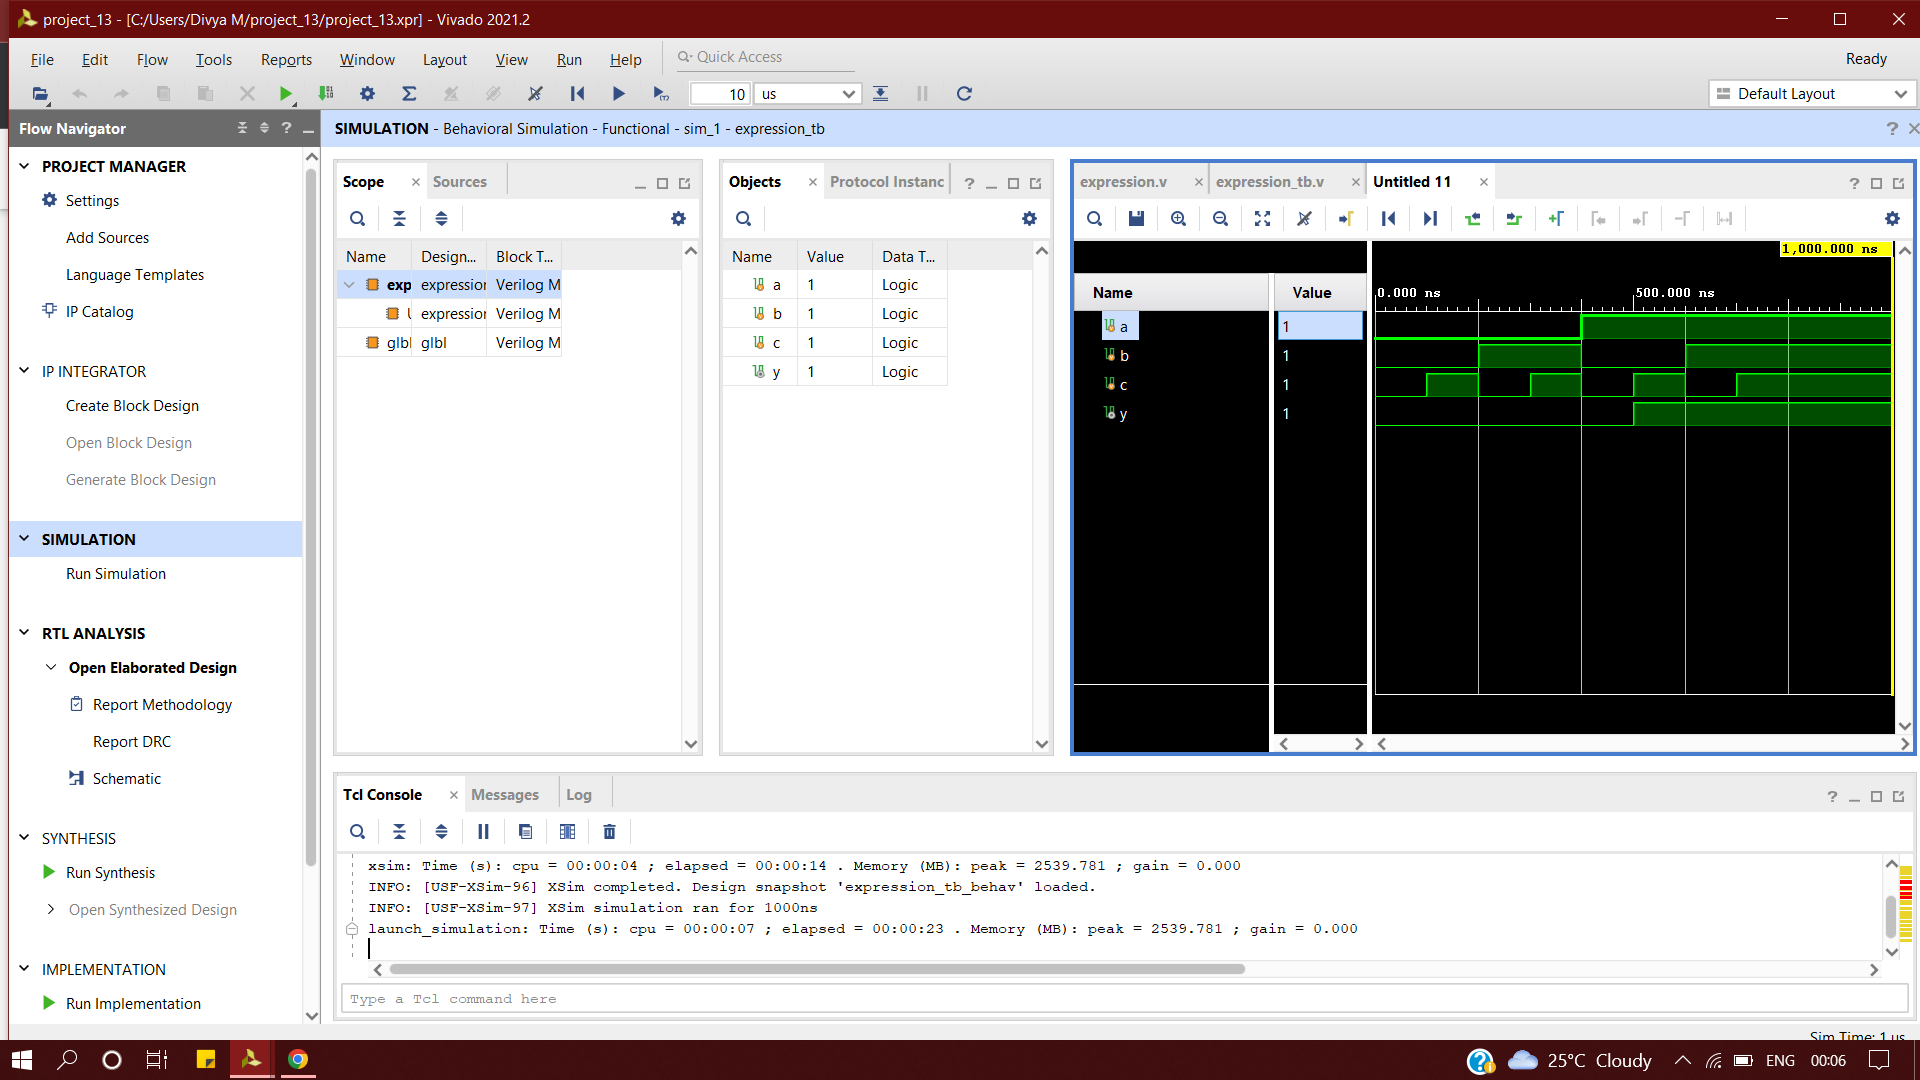 project_13 - [C:/Users/Divya M/project_13/project_13.xpr] - Vivado 2021.2
File Edit Flow Tools Reports Window Layout View Run Help Quick Access Ready
10 us Default Layout
Flow Navigator
PROJECT MANAGER
Settings
Add Sources
Language Templates
IP Catalog
IP INTEGRATOR
Create Block Design
Open Block Design
Generate Block Design
SIMULATION
Run Simulation
RTL ANALYSIS
Open Elaborated Design
Report Methodology
Report DRC
Schematic
SYNTHESIS
Run Synthesis
Open Synthesized Design
IMPLEMENTATION
Run Implementation
SIMULATION - Behavioral Simulation - Functional - sim_1 - expression_tb
Scope Sources
Name Design... Block T...
exp expression Verilog M
expression Verilog M
glbl glbl Verilog M
Objects Protocol Instanc
Name Value Data T...
a 1 Logic
b 1 Logic
c 1 Logic
y 1 Logic
expression.v expression_tb.v Untitled 11
1,000.000 ns
Name Value 0.000 ns 500.000 ns
a 1
b 1
c 1
y 1
Tcl Console Messages Log
xsim: Time (s): cpu = 00:00:04 ; elapsed = 00:00:14 . Memory (MB): peak = 2539.781 ; gain = 0.000
INFO: [USF-XSim-96] XSim completed. Design snapshot 'expression_tb_behav' loaded.
INFO: [USF-XSim-97] XSim simulation ran for 1000ns
launch_simulation: Time (s): cpu = 00:00:07 ; elapsed = 00:00:23 . Memory (MB): peak = 2539.781 ; gain = 0.000
Type a Tcl command here
Sim Time: 1 us
25°C Cloudy ENG 00:06